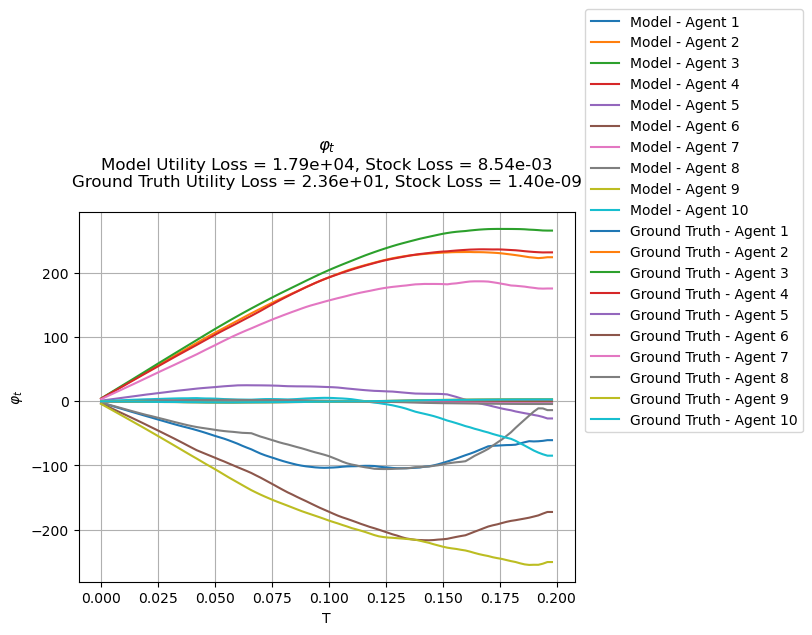 φt
Model Utility Loss = 1.79e+04, Stock Loss = 8.54e-03
Ground Truth Utility Loss = 2.36e+01, Stock Loss = 1.40e-09
φt
200
100
0
−100
−200
0.000 0.025 0.050 0.075 0.100 0.125 0.150 0.175 0.200
T
Model - Agent 1
Model - Agent 2
Model - Agent 3
Model - Agent 4
Model - Agent 5
Model - Agent 6
Model - Agent 7
Model - Agent 8
Model - Agent 9
Model - Agent 10
Ground Truth - Agent 1
Ground Truth - Agent 2
Ground Truth - Agent 3
Ground Truth - Agent 4
Ground Truth - Agent 5
Ground Truth - Agent 6
Ground Truth - Agent 7
Ground Truth - Agent 8
Ground Truth - Agent 9
Ground Truth - Agent 10